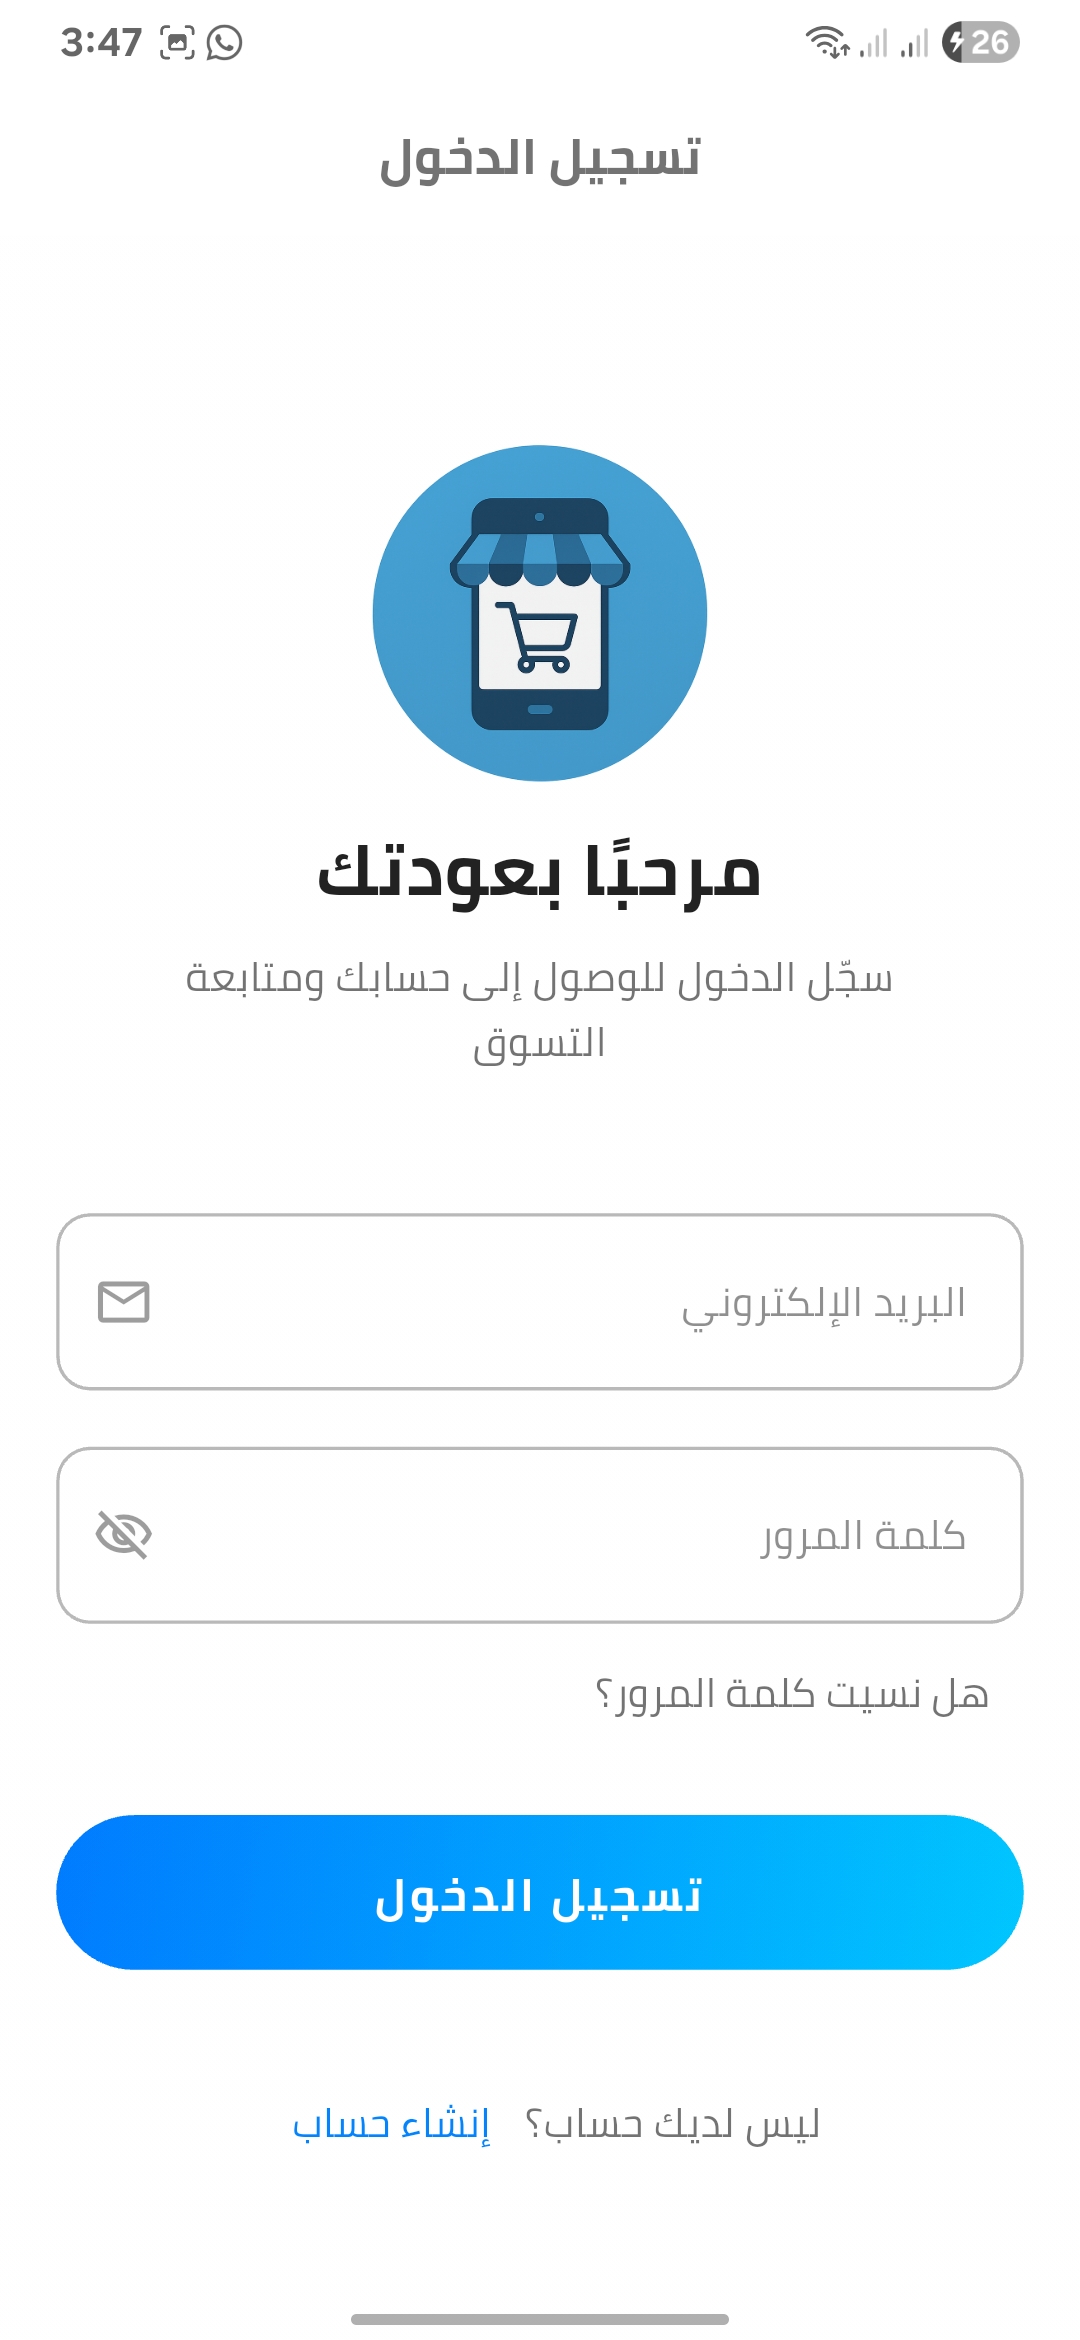 3:47
26
تسجيل الدخول
مرحبًا بعودتك
سجّل الدخول للوصول إلى حسابك ومتابعة
التسوق
البريد الإلكتروني
كلمة المرور
هل نسيت كلمة المرور؟
تسجيل الدخول
ليس لديك حساب؟ إنشاء حساب